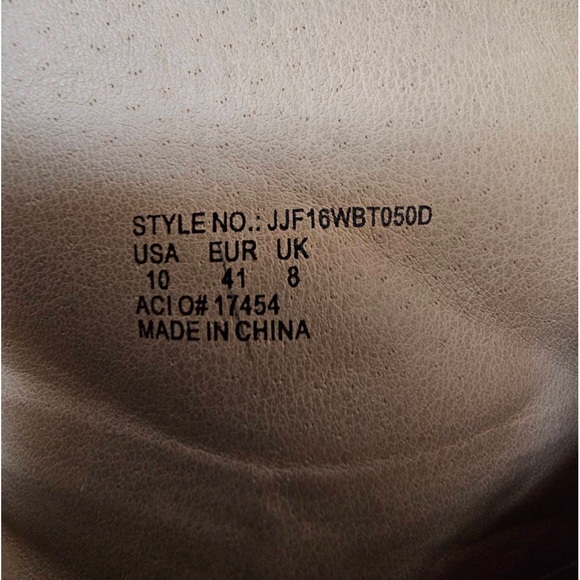 STYLE NO.: JJF16WBT050D
USA EUR UK
10 41 8
ACI O# 17454
MADE IN CHINA